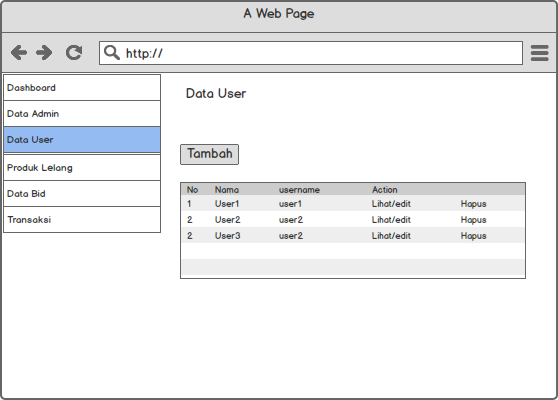 A Web Page
http://
Dashboard
Data Admin
Data User
Produk Lelang
Data Bid
Transaksi
Data User
Tambah
No Nama username Action
1 User1 user1 Lihat/edit Hapus
2 User2 user2 Lihat/edit Hapus
2 User3 user2 Lihat/edit Hapus